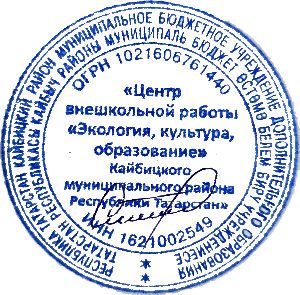 РЕСПУБЛИКА ТАТАРСТАН КАЙБИЦКИЙ РАЙОН МУНИЦИПАЛЬНОЕ БЮДЖЕТНОЕ УЧРЕЖДЕНИЕ ДОПОЛНИТЕЛЬНОГО ОБРАЗОВАНИЯ
ТАТАРСТАН РЕСПУБЛИКАСЫ КАЙБЫЧ РАЙОНЫ МУНИЦИПАЛЬ БЮДЖЕТ ӨСТӘМӘ БЕЛЕМ БИРҮ УЧРЕЖДЕНИЕСЕ
ОГРН 1021606761440
«Центр
внешкольной работы
«Экология, культура,
образование»
Кайбицкого
муниципального района
Республики Татарстан»
ИНН 1621002549